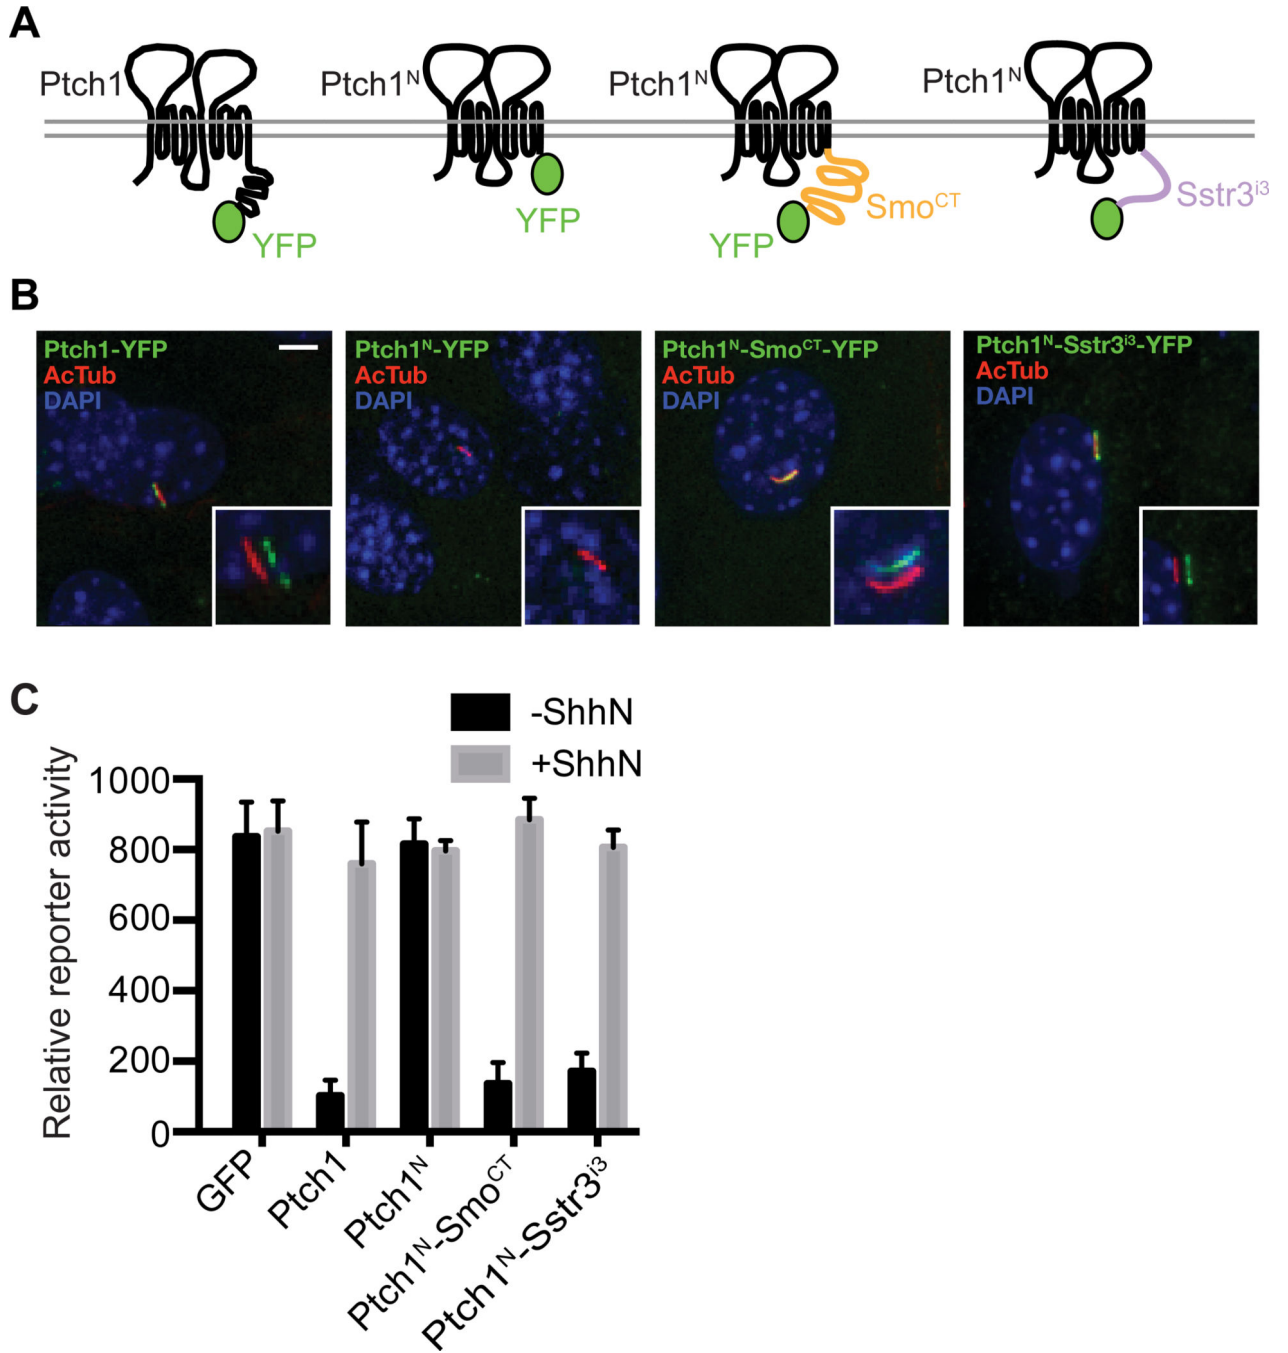 A
Ptch1
Ptch1ᴺ
Ptch1ᴺ
Ptch1ᴺ
YFP
YFP
YFP
Smoᶜᵀ
Sstr3ⁱ³
B
Ptch1-YFP
AcTub
DAPI
Ptch1ᴺ-YFP
AcTub
DAPI
Ptch1ᴺ-Smoᶜᵀ-YFP
AcTub
DAPI
Ptch1ᴺ-Sstr3ⁱ³-YFP
AcTub
DAPI
C
-ShhN
+ShhN
Relative reporter activity
1000
800
600
400
200
0
GFP
Ptch1
Ptch1ᴺ
Ptch1ᴺ-Smoᶜᵀ
Ptch1ᴺ-Sstr3ⁱ³